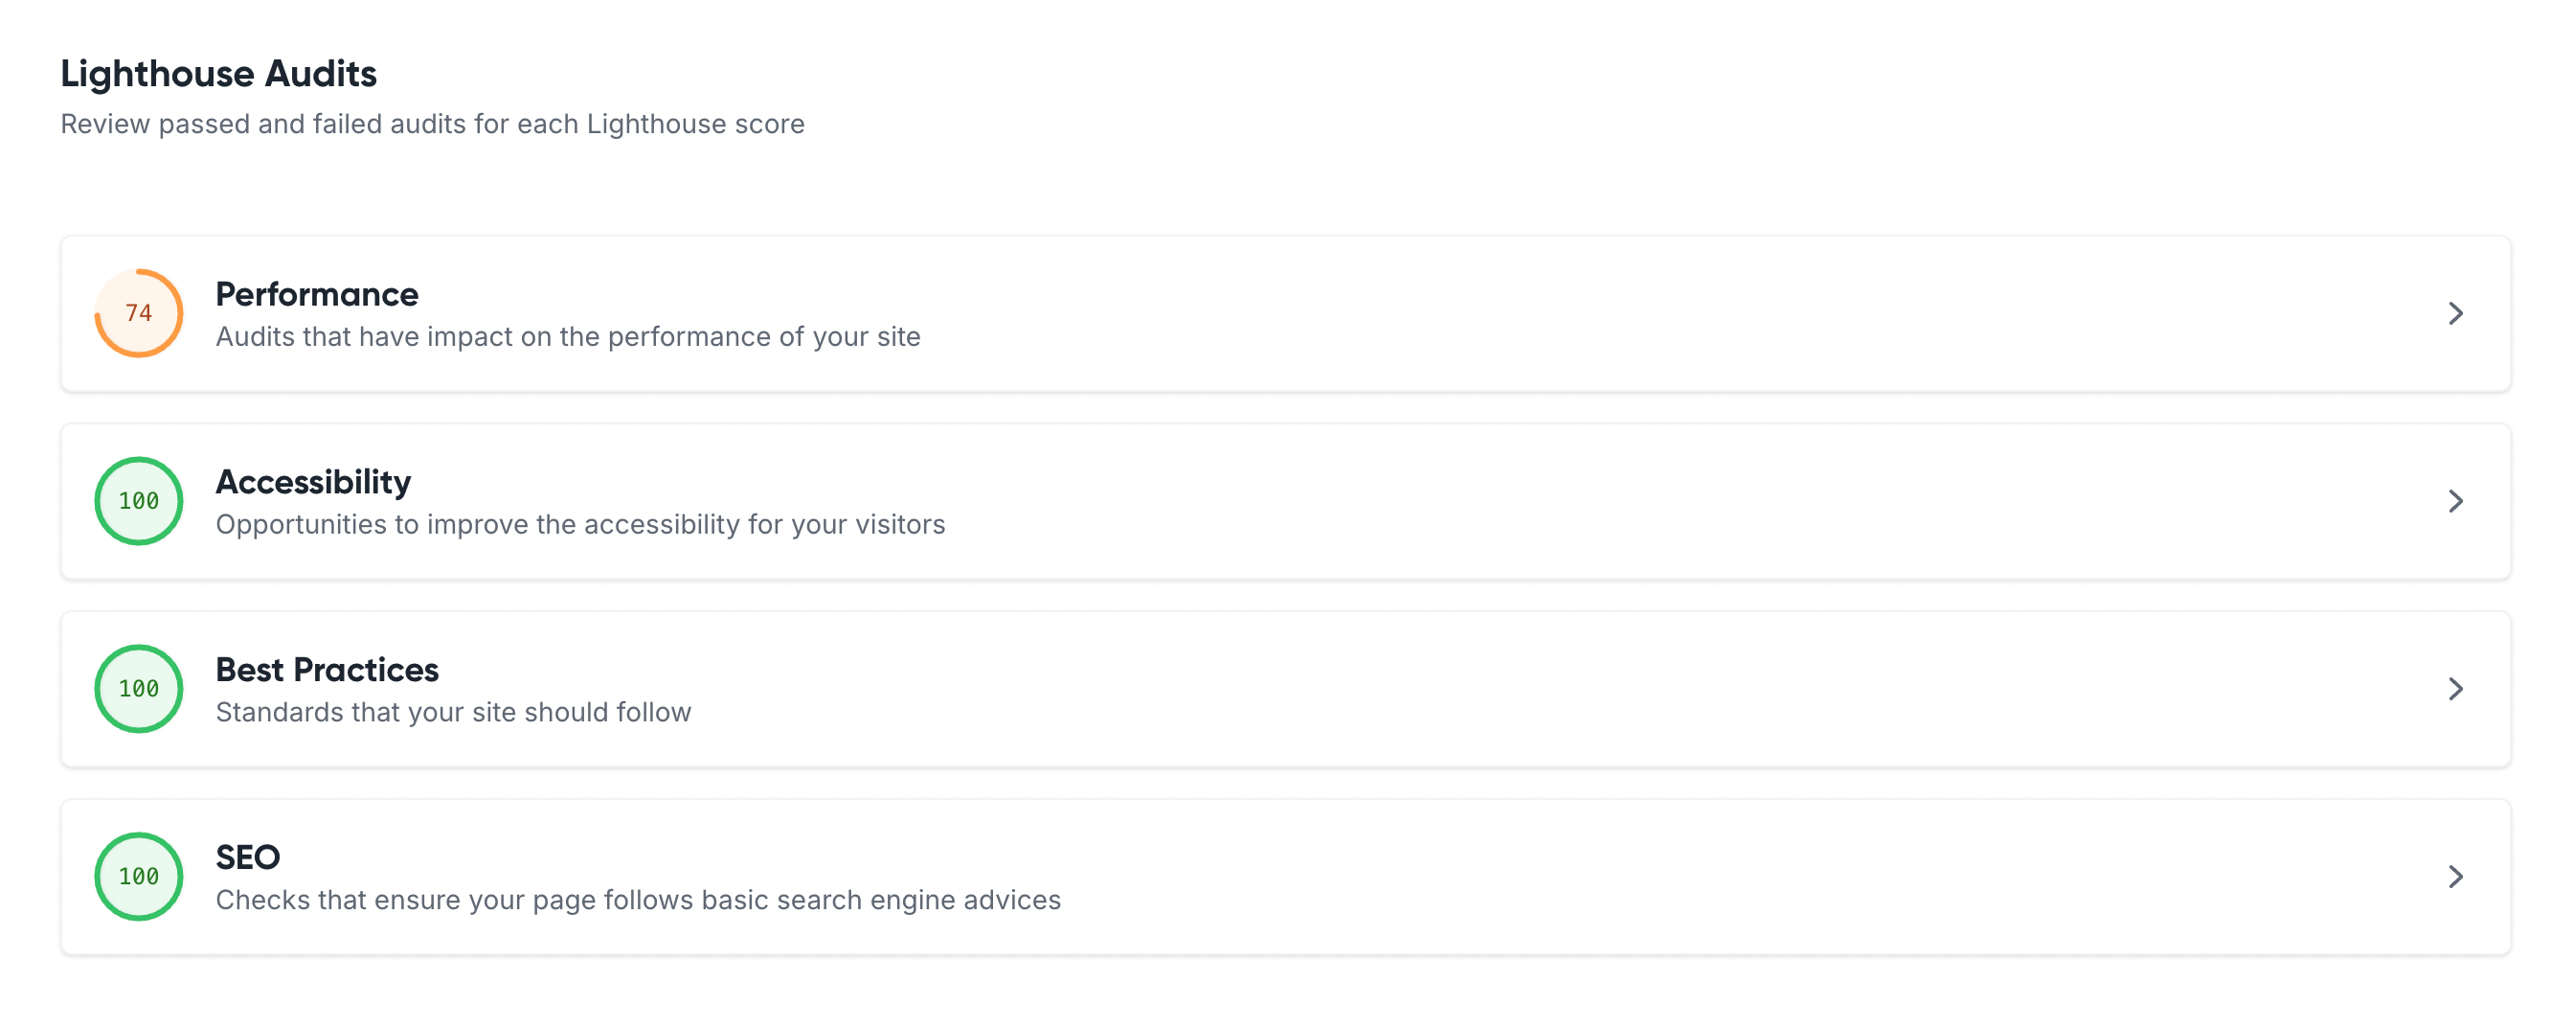 Lighthouse Audits
Review passed and failed audits for each Lighthouse score
74
Performance
Audits that have impact on the performance of your site
100
Accessibility
Opportunities to improve the accessibility for your visitors
100
Best Practices
Standards that your site should follow
100
SEO
Checks that ensure your page follows basic search engine advices